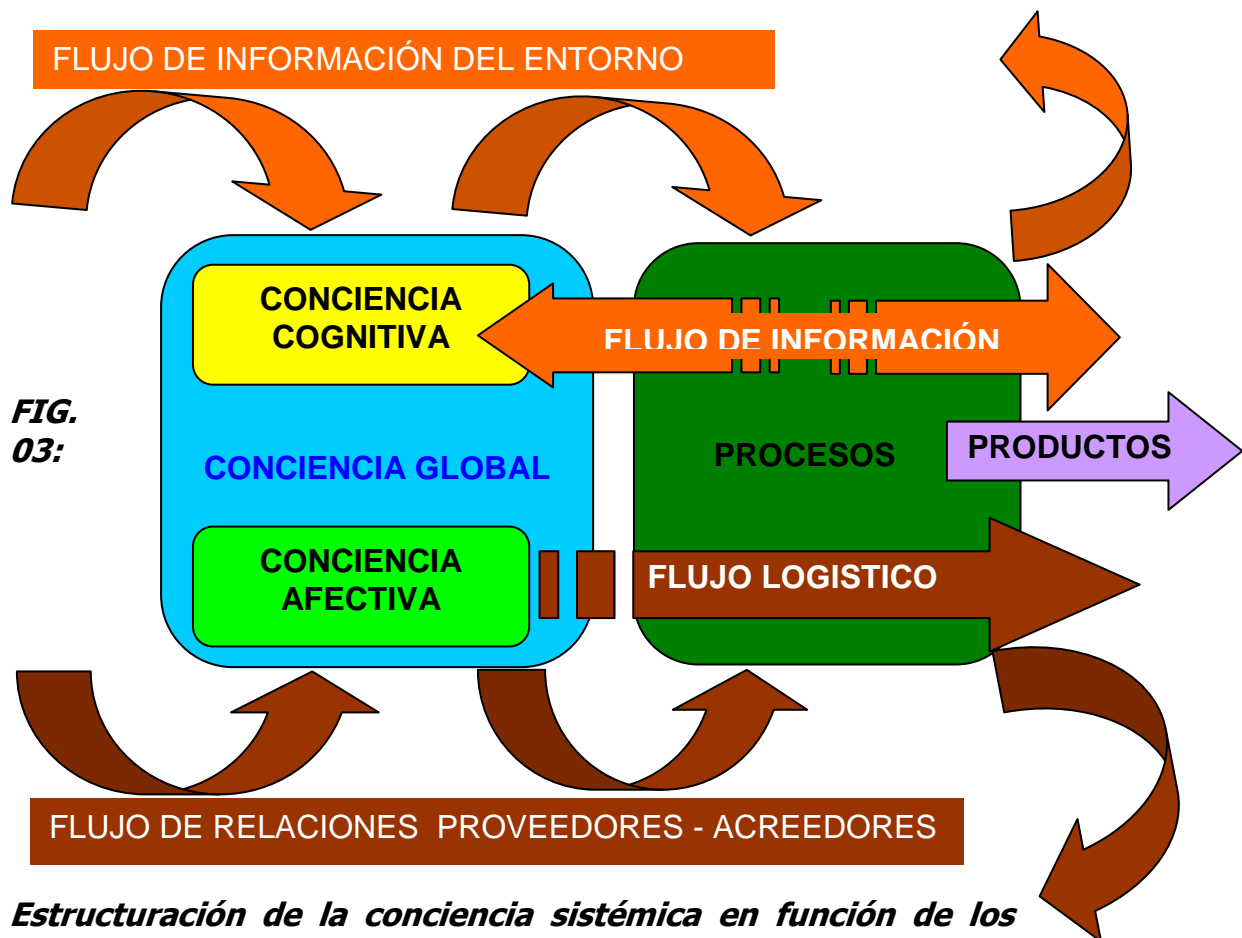 FLUJO DE INFORMACIÓN DEL ENTORNO
CONCIENCIA
COGNITIVA
FLUJO DE INFORMACIÓN
FIG.
03:
CONCIENCIA GLOBAL
PROCESOS
PRODUCTOS
CONCIENCIA
AFECTIVA
FLUJO LOGISTICO
FLUJO DE RELACIONES PROVEEDORES - ACREEDORES
Estructuración de la conciencia sistémica en función de los